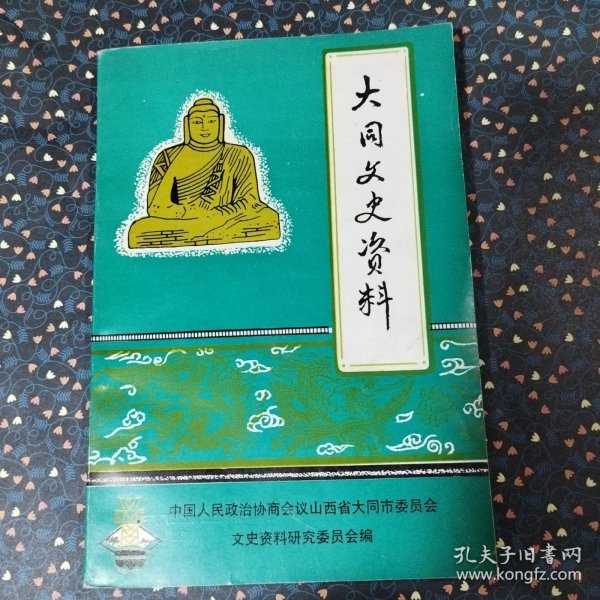 大同文史资料
中国人民政治协商会议山西省大同市委员会
文史资料研究委员会编
孔夫子旧书网
www.kongfz.com